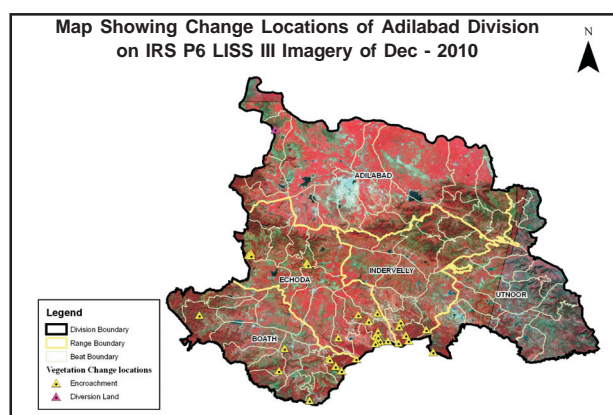 Map Showing Change Locations of Adilabad Division
on IRS P6 LISS III Imagery of Dec - 2010
N
ADILABAD
INDERVELLY
ECHODA
UTNOOR
BOATH
Legend
Division Boundary
Range Boundary
Beat Boundary
Vegetation Change locations
Encroachment
Diversion Land